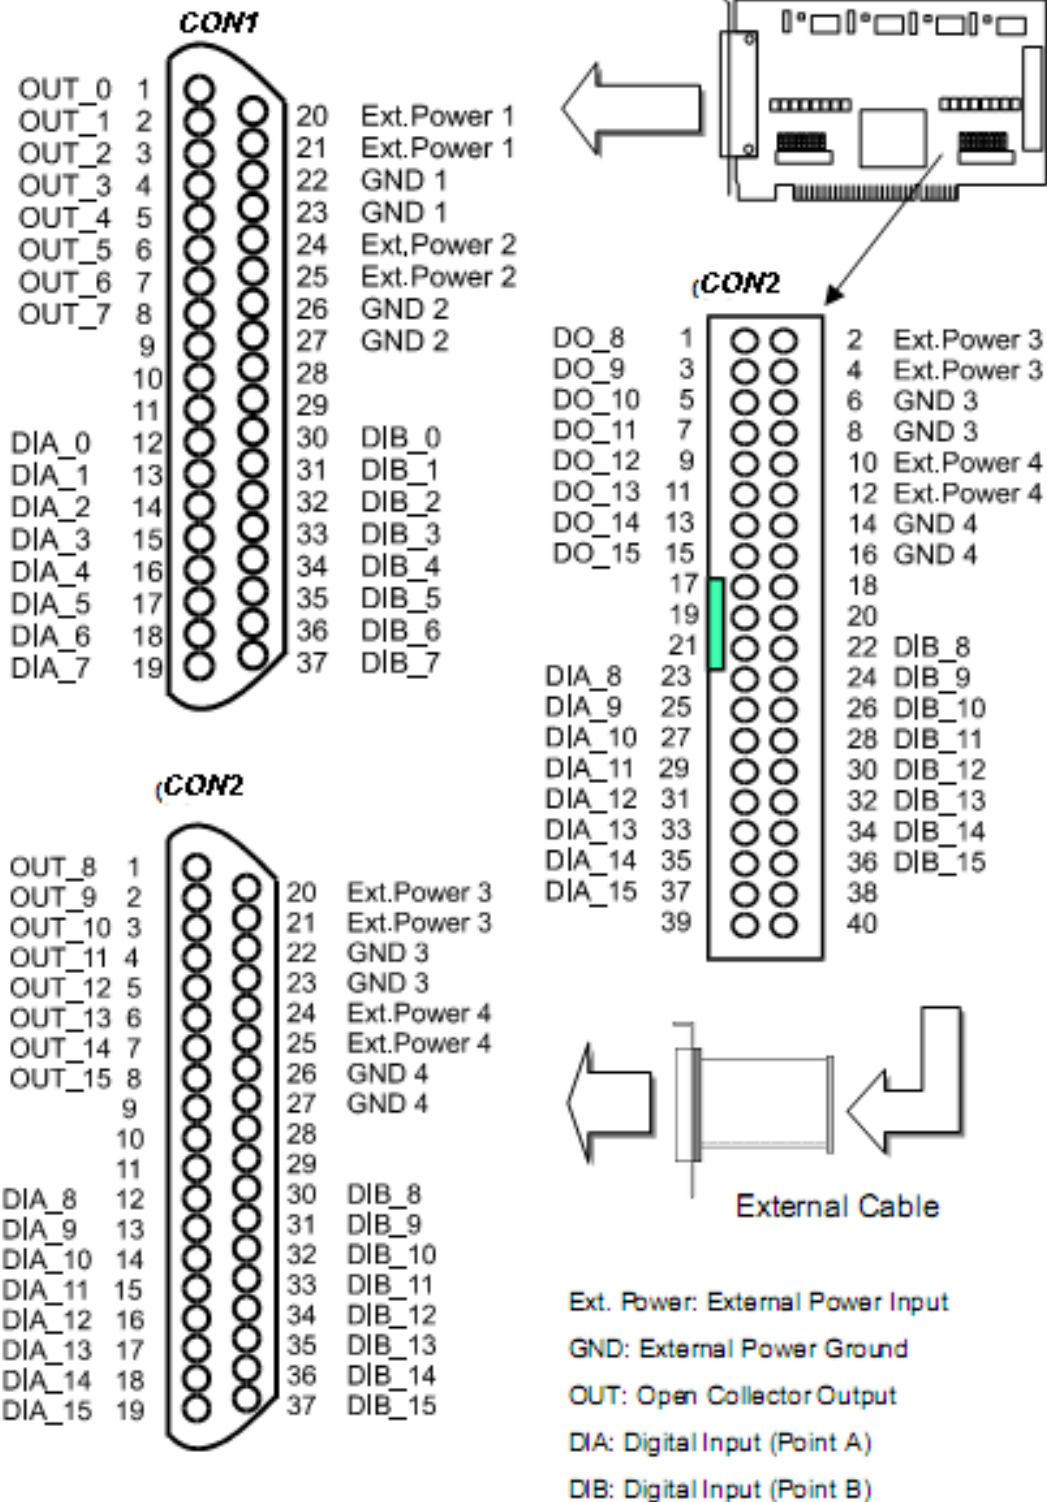 CON1
OUT_0 1
OUT_1 2
OUT_2 3
OUT_3 4
OUT_4 5
OUT_5 6
OUT_6 7
OUT_7 8
9
10
11
DIA_0 12
DIA_1 13
DIA_2 14
DIA_3 15
DIA_4 16
DIA_5 17
DIA_6 18
DIA_7 19
20 Ext.Power 1
21 Ext.Power 1
22 GND 1
23 GND 1
24 Ext,Power 2
25 Ext.Power 2
26 GND 2
27 GND 2
28
29
30 DIB_0
31 DIB_1
32 DIB_2
33 DIB_3
34 DIB_4
35 DIB_5
36 DIB_6
37 DIB_7
(CON2
DO_8 1 2 Ext.Power 3
DO_9 3 4 Ext.Power 3
DO_10 5 6 GND 3
DO_11 7 8 GND 3
DO_12 9 10 Ext.Power 4
DO_13 11 12 Ext.Power 4
DO_14 13 14 GND 4
DO_15 15 16 GND 4
17 18
19 20
21 22 DIB_8
DIA_8 23 24 DIB_9
DIA_9 25 26 DIB_10
DIA_10 27 28 DIB_11
DIA_11 29 30 DIB_12
DIA_12 31 32 DIB_13
DIA_13 33 34 DIB_14
DIA_14 35 36 DIB_15
DIA_15 37 38
39 40
(CON2
OUT_8 1
OUT_9 2
OUT_10 3
OUT_11 4
OUT_12 5
OUT_13 6
OUT_14 7
OUT_15 8
9
10
11
DIA_8 12
DIA_9 13
DIA_10 14
DIA_11 15
DIA_12 16
DIA_13 17
DIA_14 18
DIA_15 19
20 Ext.Power 3
21 Ext.Power 3
22 GND 3
23 GND 3
24 Ext.Power 4
25 Ext.Power 4
26 GND 4
27 GND 4
28
29
30 DIB_8
31 DIB_9
32 DIB_10
33 DIB_11
34 DIB_12
35 DIB_13
36 DIB_14
37 DIB_15
External Cable
Ext. Power: External Power Input
GND: External Power Ground
OUT: Open Collector Output
DIA: Digital Input (Point A)
DIB: Digital Input (Point B)